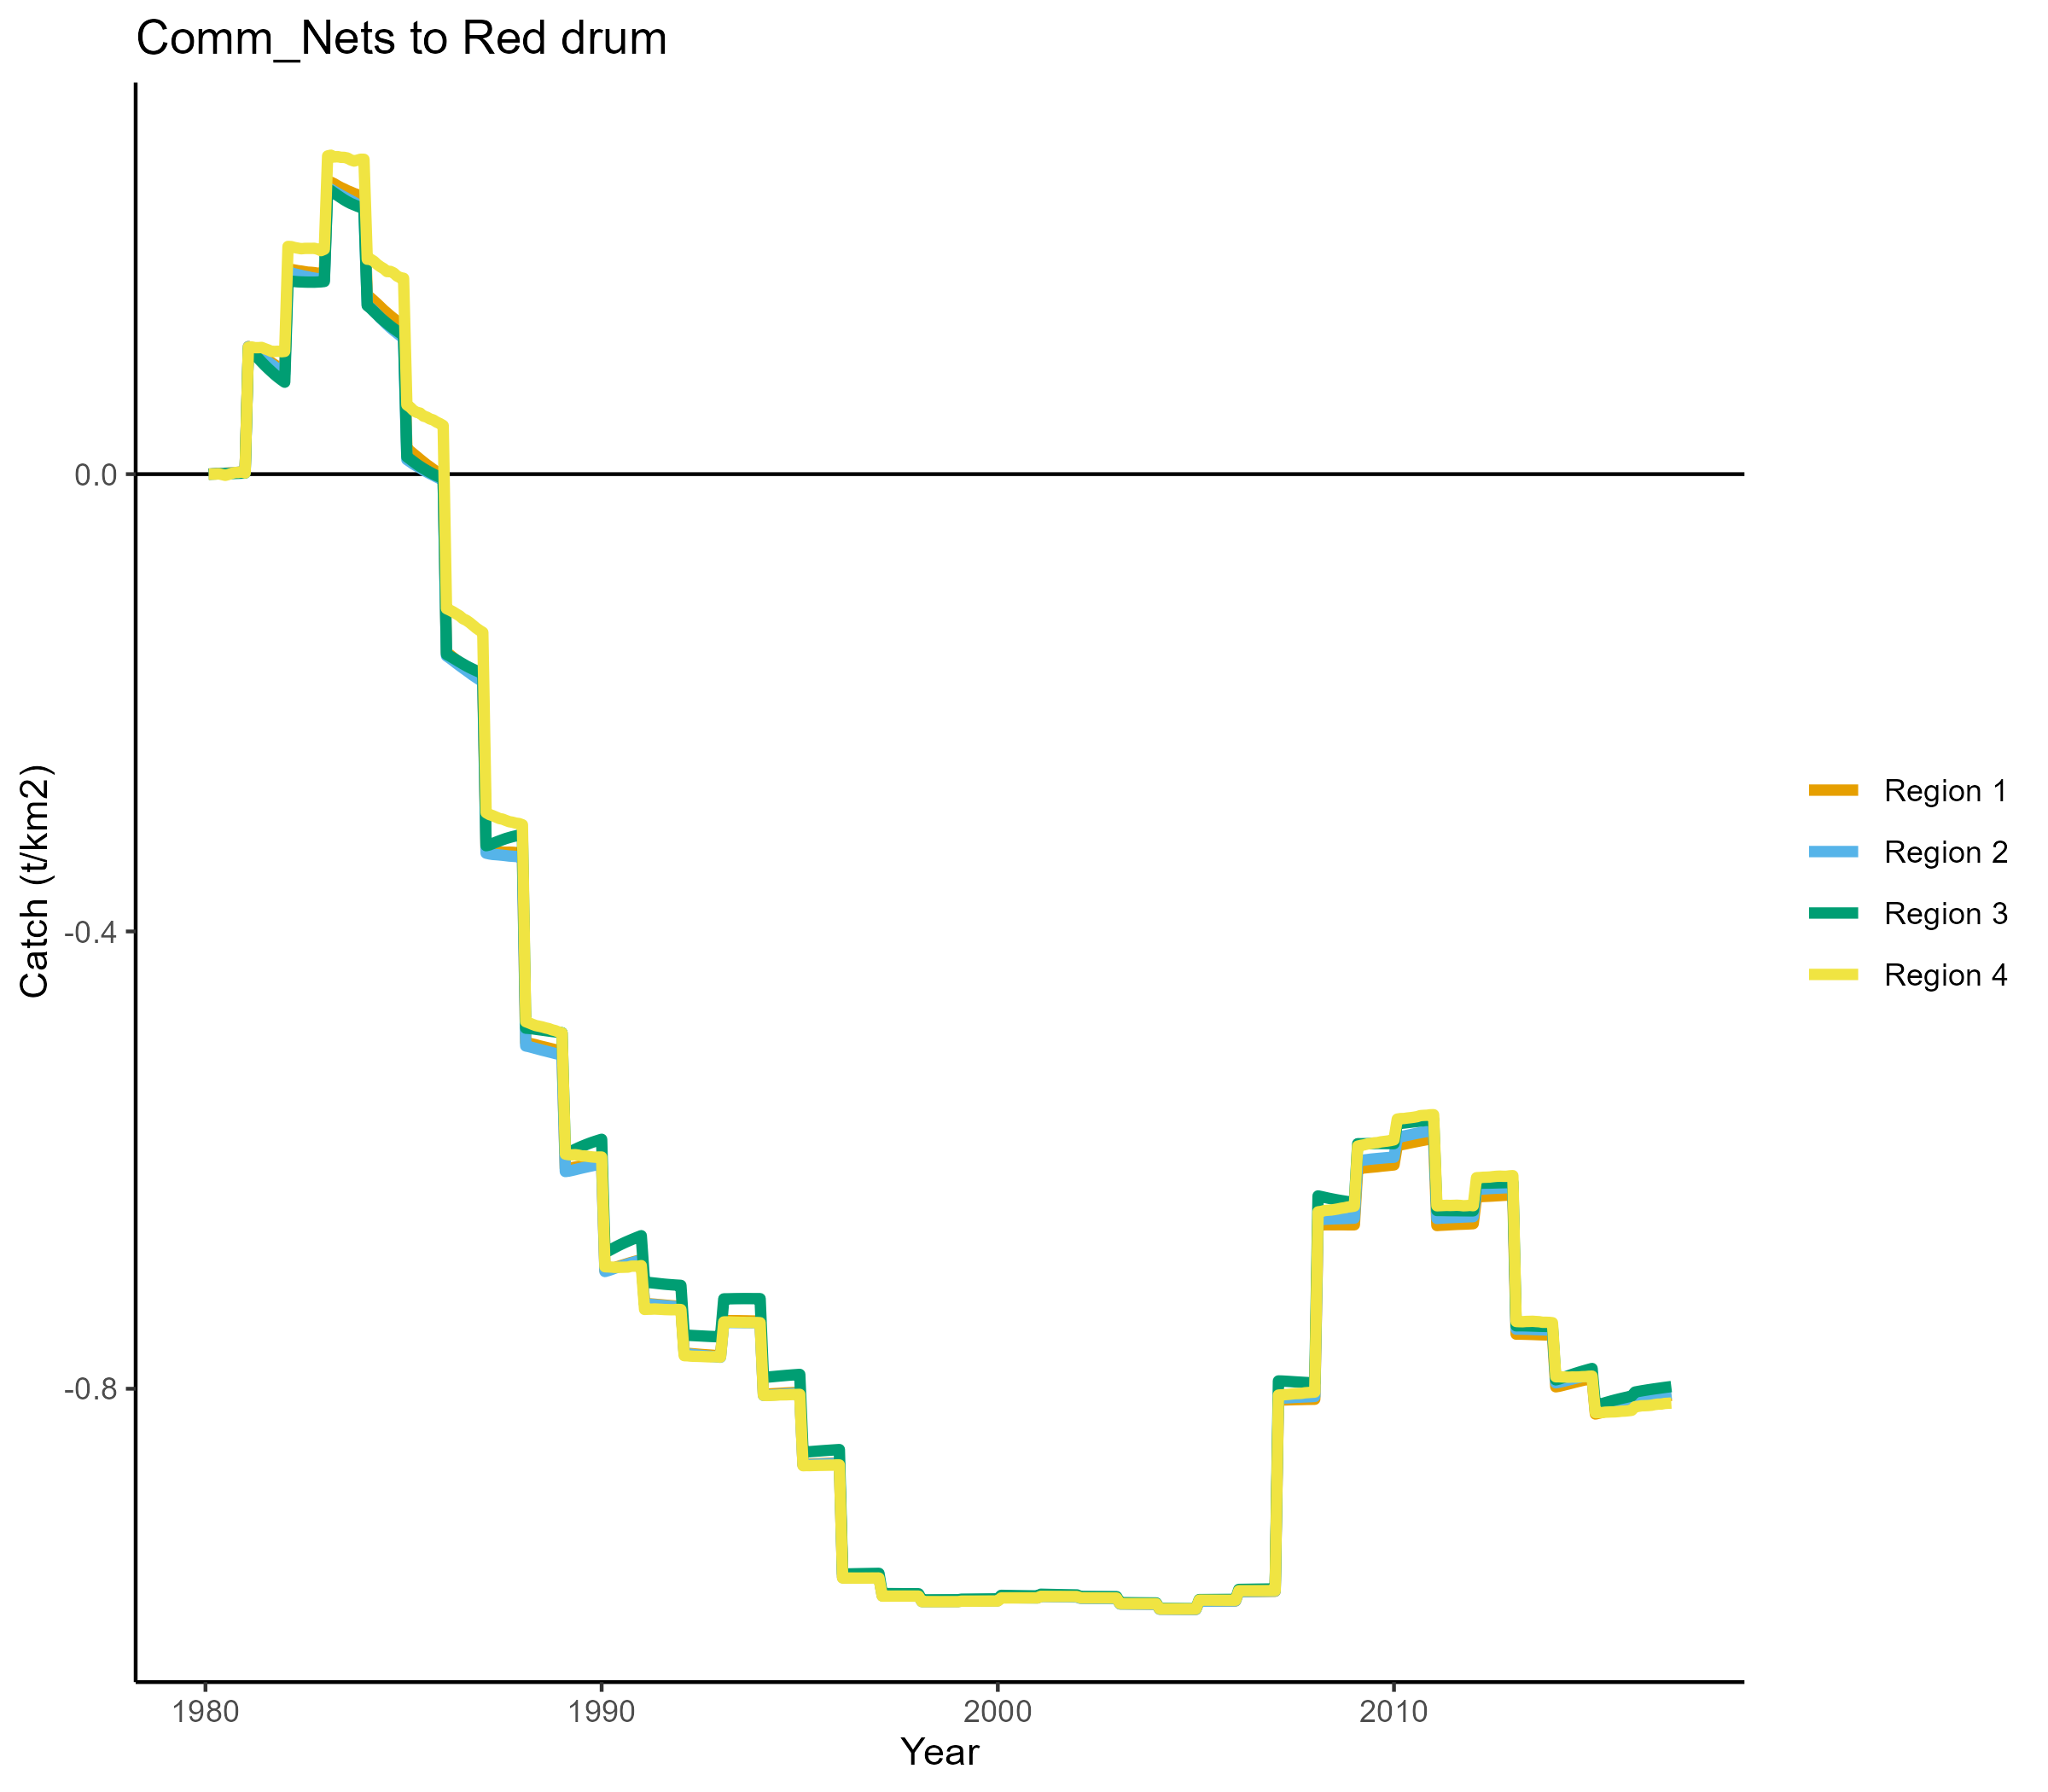 Comm_Nets to Red drum
0.0
-0.4
-0.8
Catch (t/km2)
1980
1990
2000
2010
Year
Region 1
Region 2
Region 3
Region 4